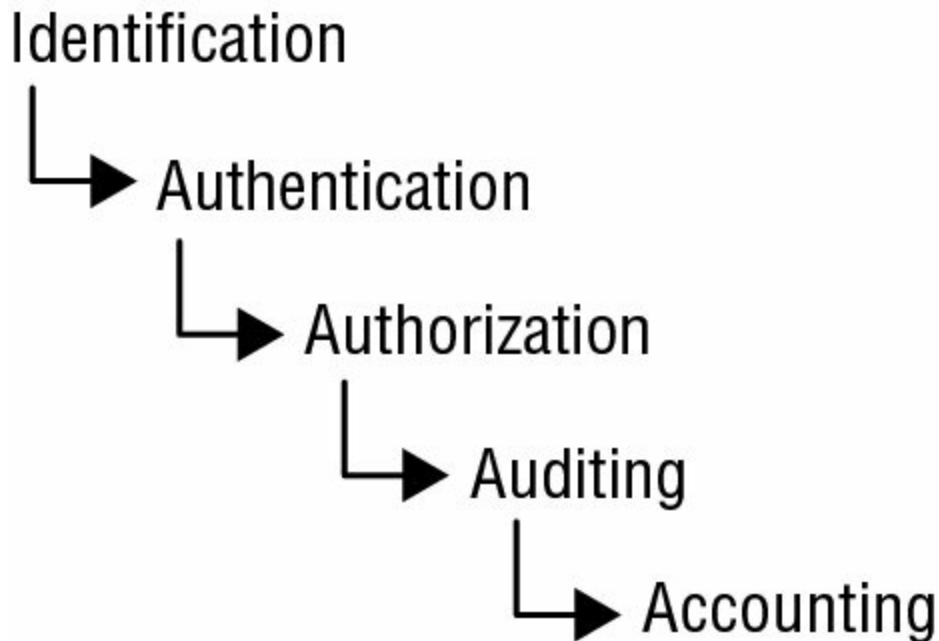 Identification
Authentication
Authorization
Auditing
Accounting